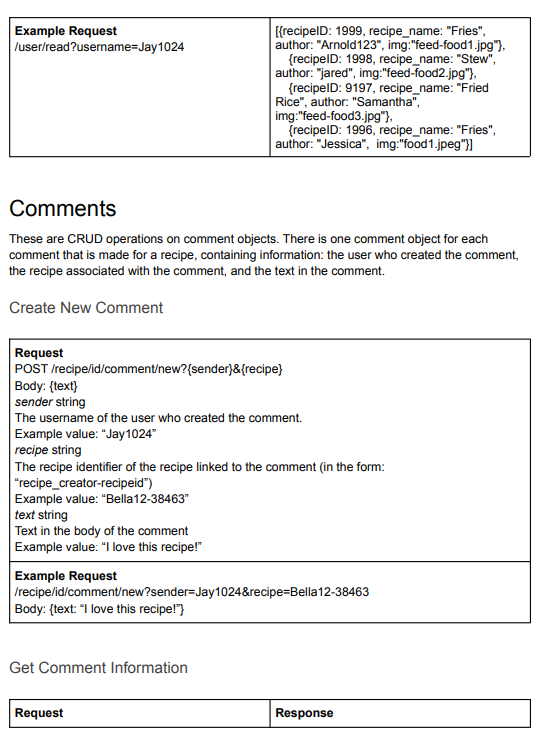 Example Request
/user/read?username=Jay1024
[{recipeID: 1999, recipe_name: "Fries",
author: "Arnold123", img:"feed-food1.jpg"},
{recipeID: 1998, recipe_name: "Stew",
author: "jared", img:"feed-food2.jpg"},
{recipeID: 9197, recipe_name: "Fried
Rice", author: "Samantha",
img:"feed-food3.jpg"},
{recipeID: 1996, recipe_name: "Fries",
author: "Jessica",  img:"food1.jpeg"}]
Comments
These are CRUD operations on comment objects. There is one comment object for each
comment that is made for a recipe, containing information: the user who created the comment,
the recipe associated with the comment, and the text in the comment.
Create New Comment
Request
POST /recipe/id/comment/new?{sender}&{recipe}
Body: {text}
sender string
The username of the user who created the comment.
Example value: “Jay1024”
recipe string
The recipe identifier of the recipe linked to the comment (in the form:
“recipe_creator-recipeid”)
Example value: “Bella12-38463”
text string
Text in the body of the comment
Example value: “I love this recipe!”
Example Request
/recipe/id/comment/new?sender=Jay1024&recipe=Bella12-38463
Body: {text: “I love this recipe!”}
Get Comment Information
Request
Response